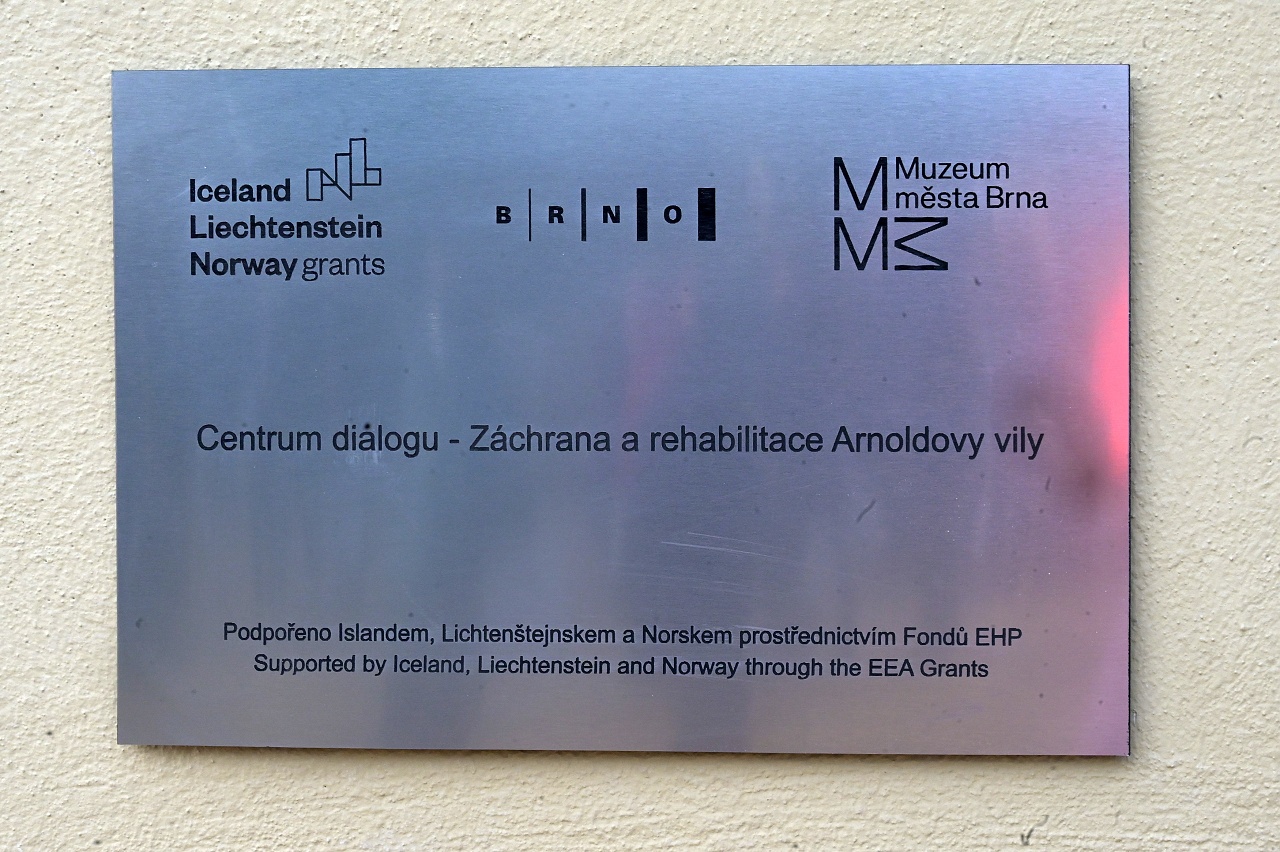 Iceland
Liechtenstein
Norway grants
B R N O
M Muzeum
města Brna
M M
Centrum dialogu - Záchrana a rehabilitace Arnoldovy vily
Podpořeno Islandem, Lichtenštejnskem a Norskem prostřednictvím Fondů EHP
Supported by Iceland, Liechtenstein and Norway through the EEA Grants